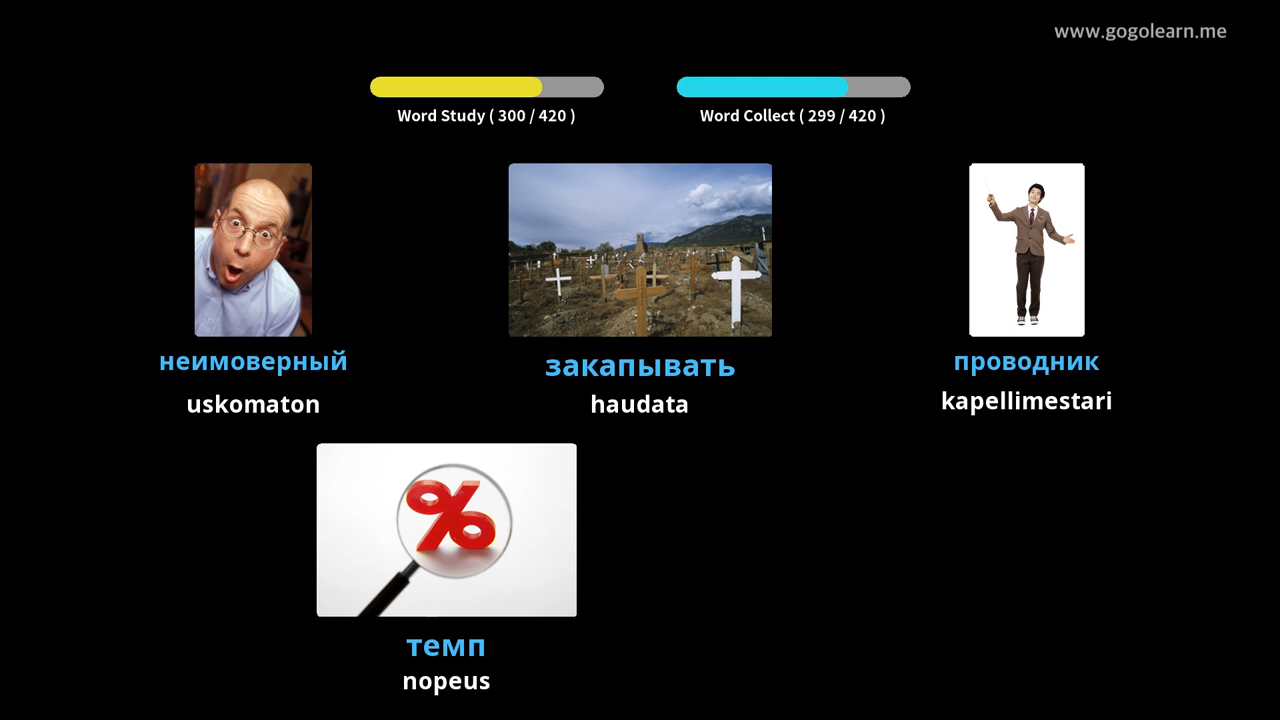 www.gogolearn.me
Word Study ( 300 / 420 )
Word Collect ( 299 / 420 )
неимоверный
закапывать
проводник
uskomaton
haudata
kapellimestari
%
темп
nopeus